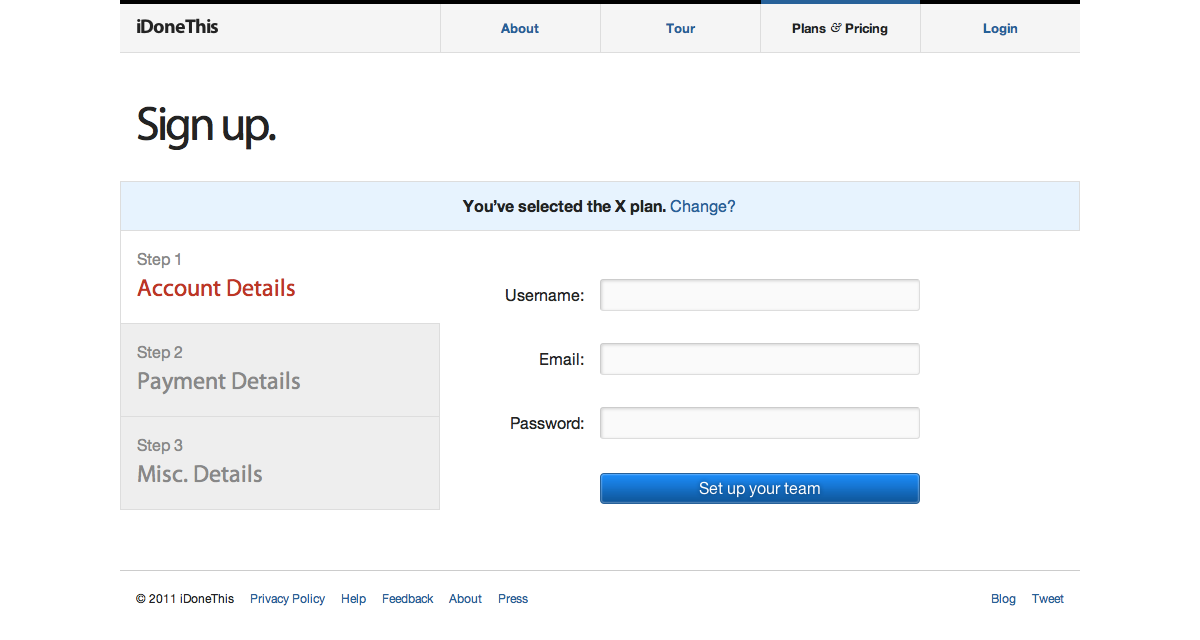 iDoneThis
About
Tour
Plans & Pricing
Login
Sign up.
You’ve selected the X plan. Change?
Step 1
Account Details
Step 2
Payment Details
Step 3
Misc. Details
Username:
Email:
Password:
Set up your team
© 2011 iDoneThis Privacy Policy Help Feedback About Press Blog Tweet